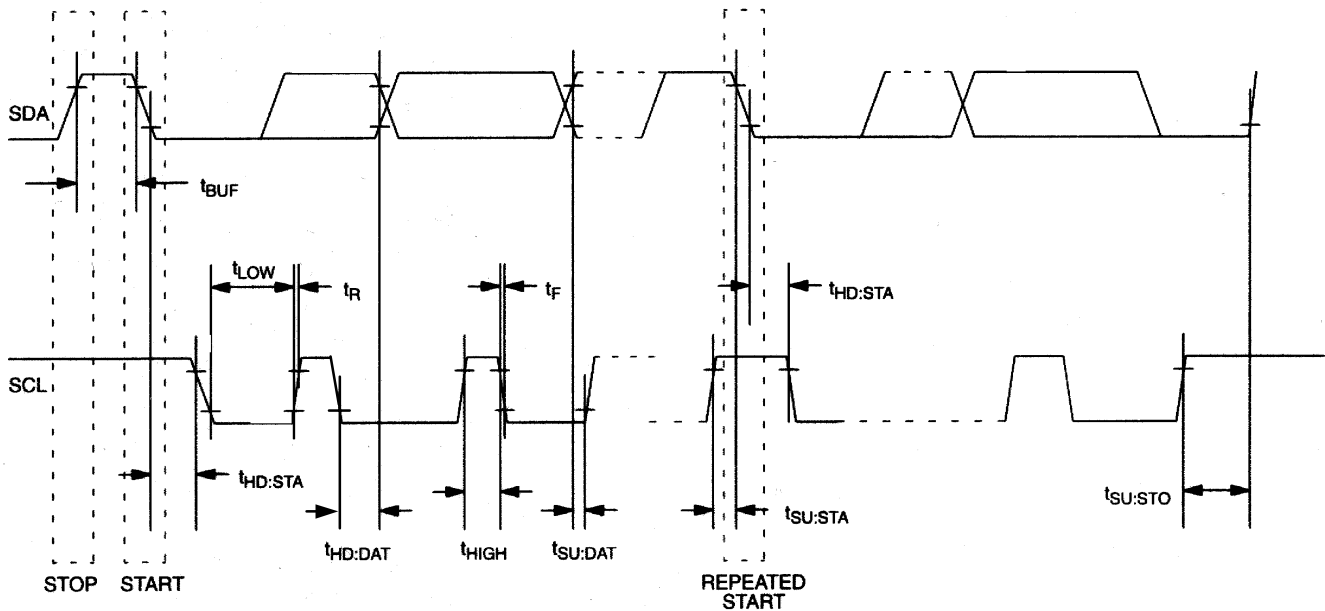 SDA
tBUF
tLOW
tR
tF
tHD:STA
SCL
tHD:STA
tHD:DAT
tHIGH
tSU:DAT
tSU:STA
tSU:STO
STOP
START
REPEATED
START